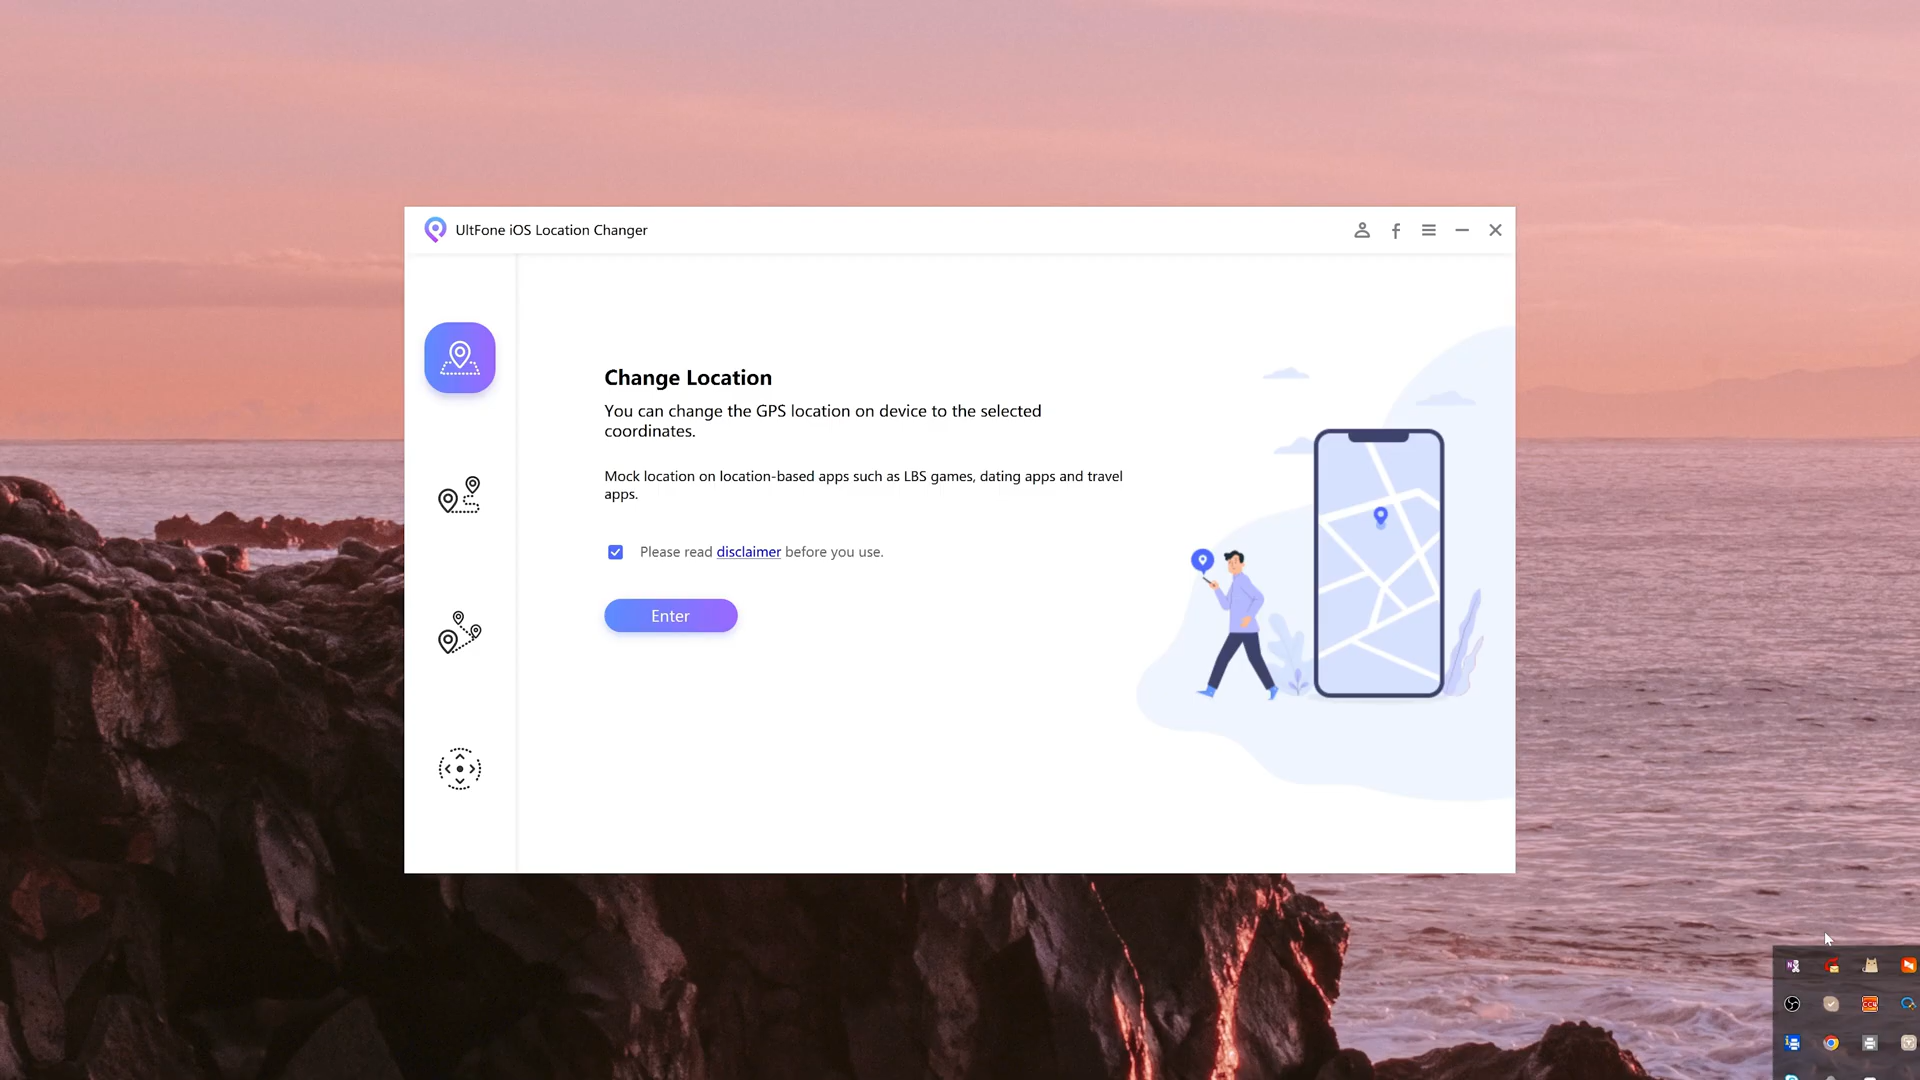 UltFone iOS Location Changer
Change Location
You can change the GPS location on device to the selected
coordinates.
Mock location on location-based apps such as LBS games, dating apps and travel
apps.
Please read disclaimer before you use.
Enter